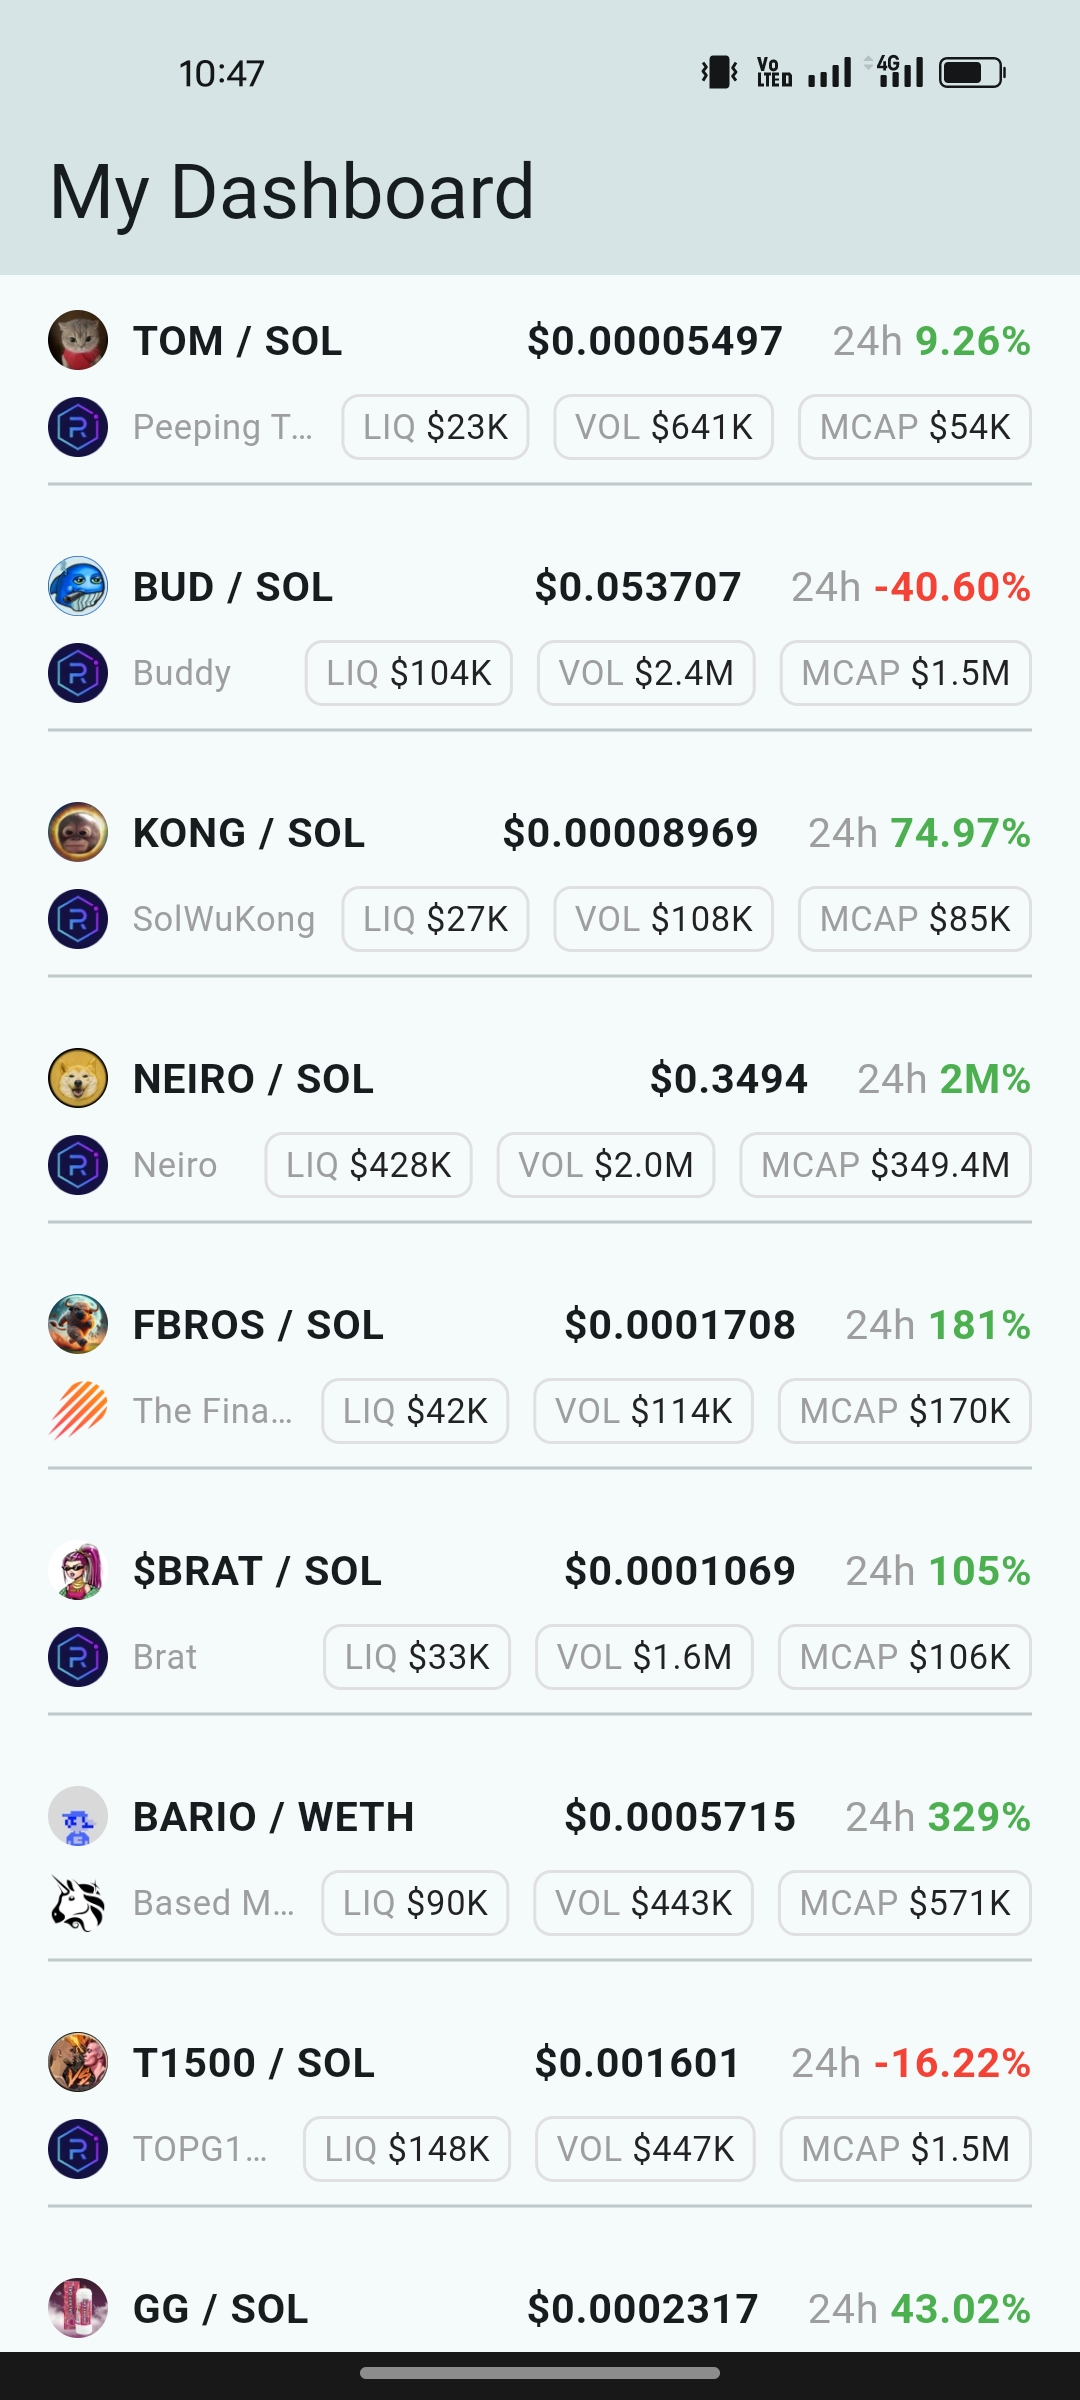 10:47
Vo LTE D 4G
My Dashboard
TOM / SOL $0.00005497 24h 9.26%
Peeping T... LIQ $23K VOL $641K MCAP $54K
BUD / SOL $0.053707 24h -40.60%
Buddy LIQ $104K VOL $2.4M MCAP $1.5M
KONG / SOL $0.00008969 24h 74.97%
SolWuKong LIQ $27K VOL $108K MCAP $85K
NEIRO / SOL $0.3494 24h 2M%
Neiro LIQ $428K VOL $2.0M MCAP $349.4M
FBROS / SOL $0.0001708 24h 181%
The Fina... LIQ $42K VOL $114K MCAP $170K
$BRAT / SOL $0.0001069 24h 105%
Brat LIQ $33K VOL $1.6M MCAP $106K
BARIO / WETH $0.0005715 24h 329%
Based M... LIQ $90K VOL $443K MCAP $571K
T1500 / SOL $0.001601 24h -16.22%
TOPG1... LIQ $148K VOL $447K MCAP $1.5M
GG / SOL $0.0002317 24h 43.02%